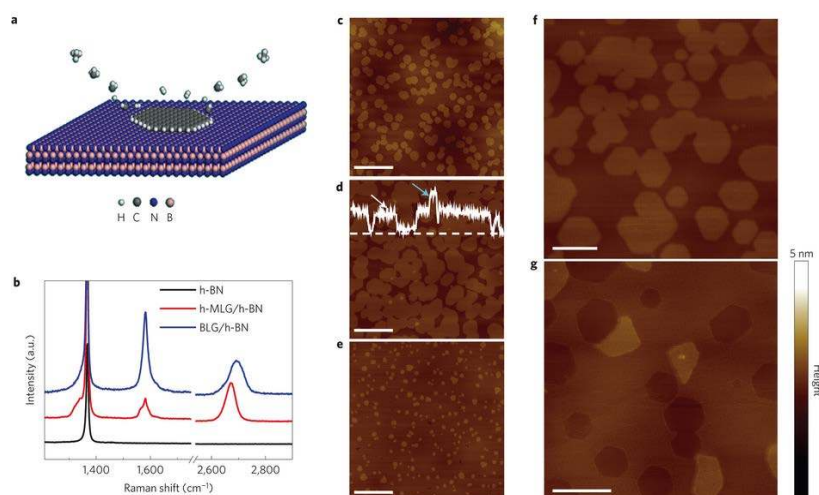 a
H C N B
b
h-BN
h-MLG/h-BN
BLG/h-BN
Intensity (a.u.)
1,400 1,600 2,600 2,800
Raman shift (cm⁻¹)
c
d
e
f
g
5 nm
Height